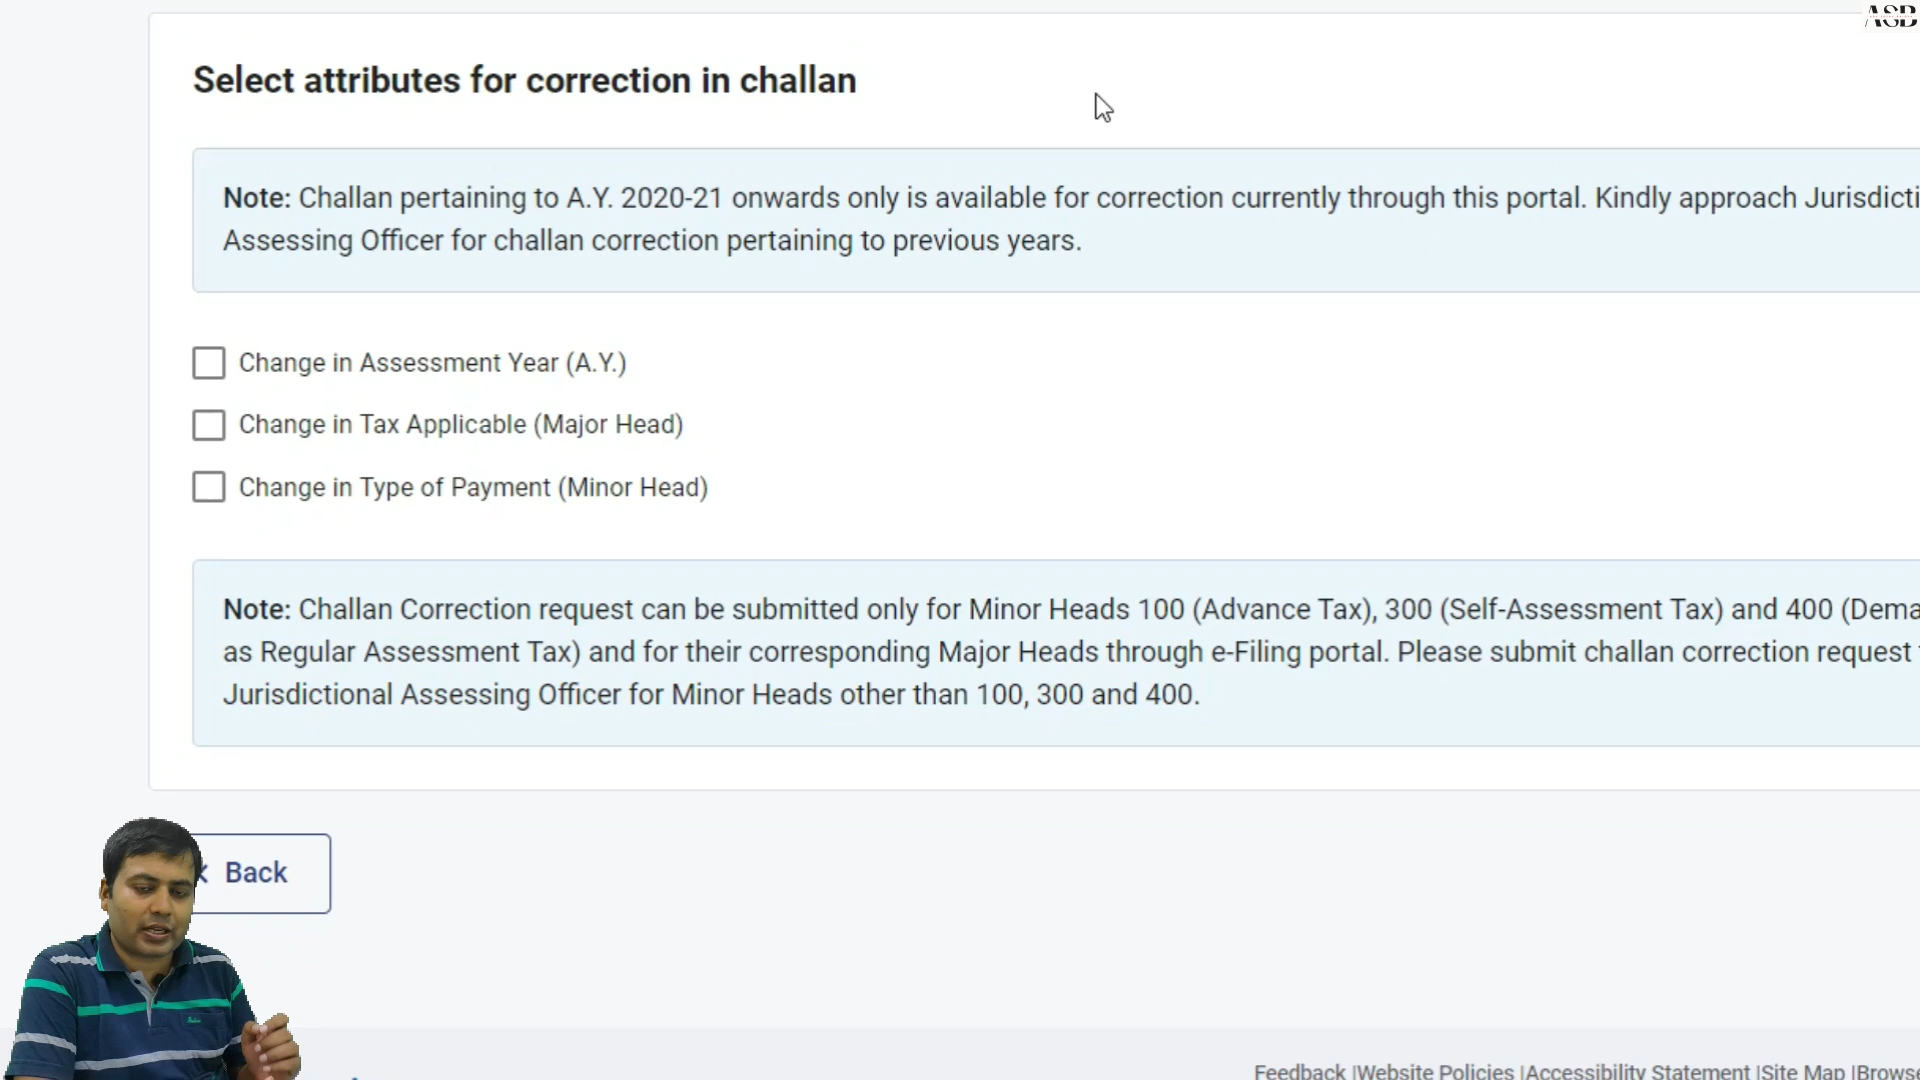 ASB
Select attributes for correction in challan
Note: Challan pertaining to A.Y. 2020-21 onwards only is available for correction currently through this portal. Kindly approach
Assessing Officer for challan correction pertaining to previous years.
Change in Assessment Year (A.Y.)
Change in Tax Applicable (Major Head)
Change in Type of Payment (Minor Head)
Note: Challan Correction request can be submitted only for Minor Heads 100 (Advance Tax), 300 (Self-Assessment Tax) and 400
as Regular Assessment Tax) and for their corresponding Major Heads through e-Filing portal. Please submit challan correction request
Jurisdictional Assessing Officer for Minor Heads other than 100, 300 and 400.
Back
Feedback |Website Policies |Accessibility Statement |Site Map |